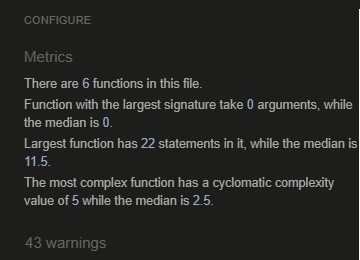 CONFIGURE
Metrics
There are 6 functions in this file.
Function with the largest signature take 0 arguments, while
the median is 0.
Largest function has 22 statements in it, while the median is
11.5.
The most complex function has a cyclomatic complexity
value of 5 while the median is 2.5.
43 warnings